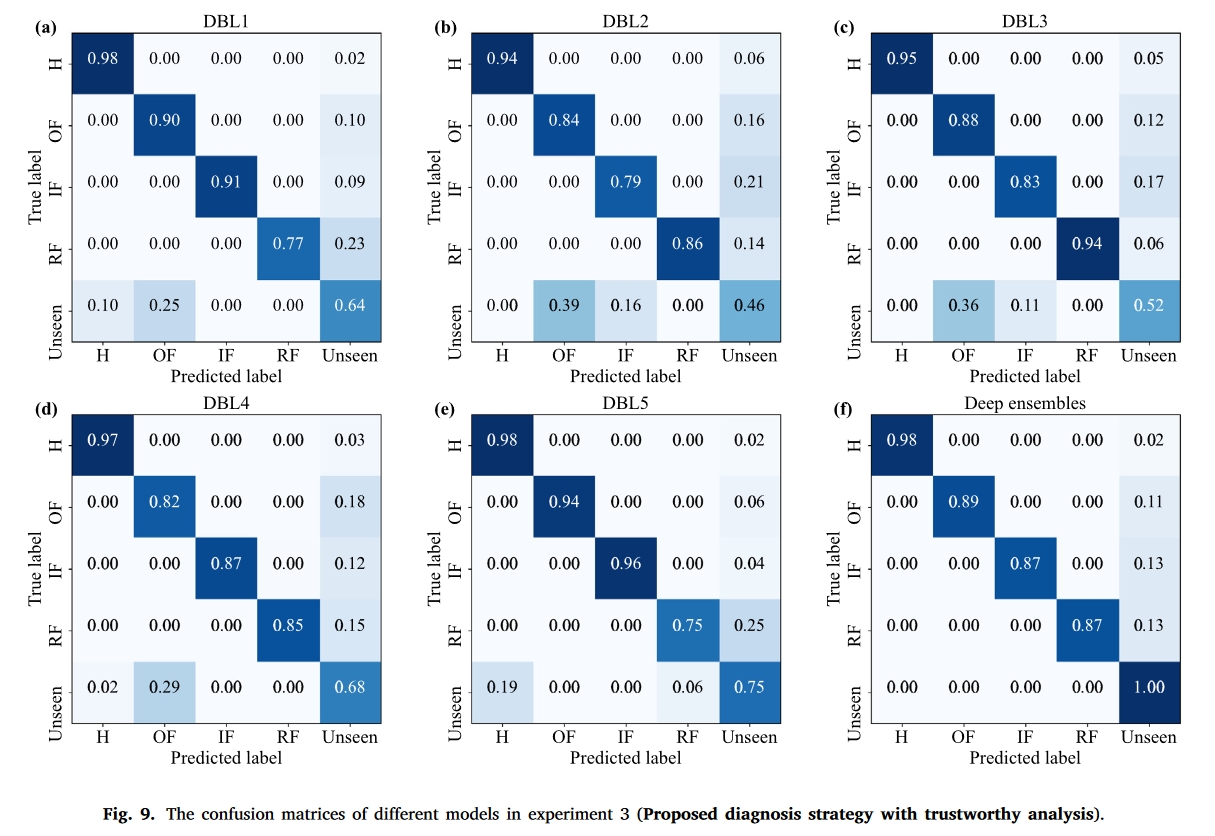 (a) DBL1
H 0.98 0.00 0.00 0.00 0.02
OF 0.00 0.90 0.00 0.00 0.10
IF 0.00 0.00 0.91 0.00 0.09
RF 0.00 0.00 0.00 0.77 0.23
Unseen 0.10 0.25 0.00 0.00 0.64
True label
H OF IF RF Unseen
Predicted label
(b) DBL2
H 0.94 0.00 0.00 0.00 0.06
OF 0.00 0.84 0.00 0.00 0.16
IF 0.00 0.00 0.79 0.00 0.21
RF 0.00 0.00 0.00 0.86 0.14
Unseen 0.00 0.39 0.16 0.00 0.46
True label
H OF IF RF Unseen
Predicted label
(c) DBL3
H 0.95 0.00 0.00 0.00 0.05
OF 0.00 0.88 0.00 0.00 0.12
IF 0.00 0.00 0.83 0.00 0.17
RF 0.00 0.00 0.00 0.94 0.06
Unseen 0.00 0.36 0.11 0.00 0.52
True label
H OF IF RF Unseen
Predicted label
(d) DBL4
H 0.97 0.00 0.00 0.00 0.03
OF 0.00 0.82 0.00 0.00 0.18
IF 0.00 0.00 0.87 0.00 0.12
RF 0.00 0.00 0.00 0.85 0.15
Unseen 0.02 0.29 0.00 0.00 0.68
True label
H OF IF RF Unseen
Predicted label
(e) DBL5
H 0.98 0.00 0.00 0.00 0.02
OF 0.00 0.94 0.00 0.00 0.06
IF 0.00 0.00 0.96 0.00 0.04
RF 0.00 0.00 0.00 0.75 0.25
Unseen 0.19 0.00 0.00 0.06 0.75
True label
H OF IF RF Unseen
Predicted label
(f) Deep ensembles
H 0.98 0.00 0.00 0.00 0.02
OF 0.00 0.89 0.00 0.00 0.11
IF 0.00 0.00 0.87 0.00 0.13
RF 0.00 0.00 0.00 0.87 0.13
Unseen 0.00 0.00 0.00 0.00 1.00
True label
H OF IF RF Unseen
Predicted label
Fig. 9. The confusion matrices of different models in experiment 3 (Proposed diagnosis strategy with trustworthy analysis).